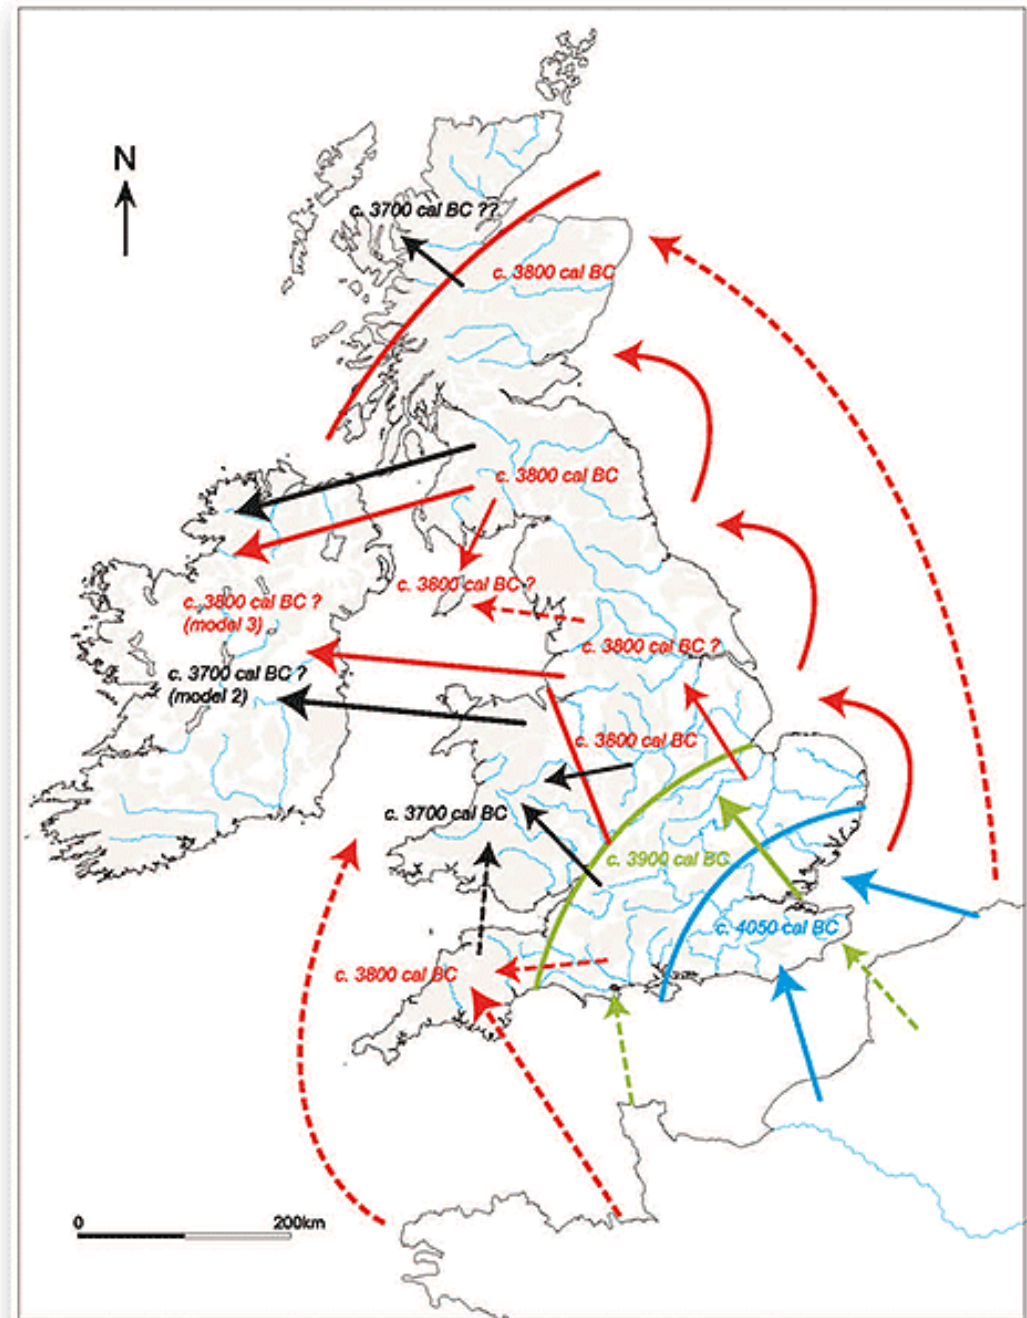 N
c. 3700 cal BC ??
c. 3800 cal BC
c. 3800 cal BC
c. 3800 cal BC ?
c. 3800 cal BC ?
(model 3)
c. 3800 cal BC ?
c. 3700 cal BC ?
(model 2)
c. 3800 cal BC
c. 3700 cal BC
c. 3900 cal BC
c. 4050 cal BC
c. 3800 cal BC
0
200km